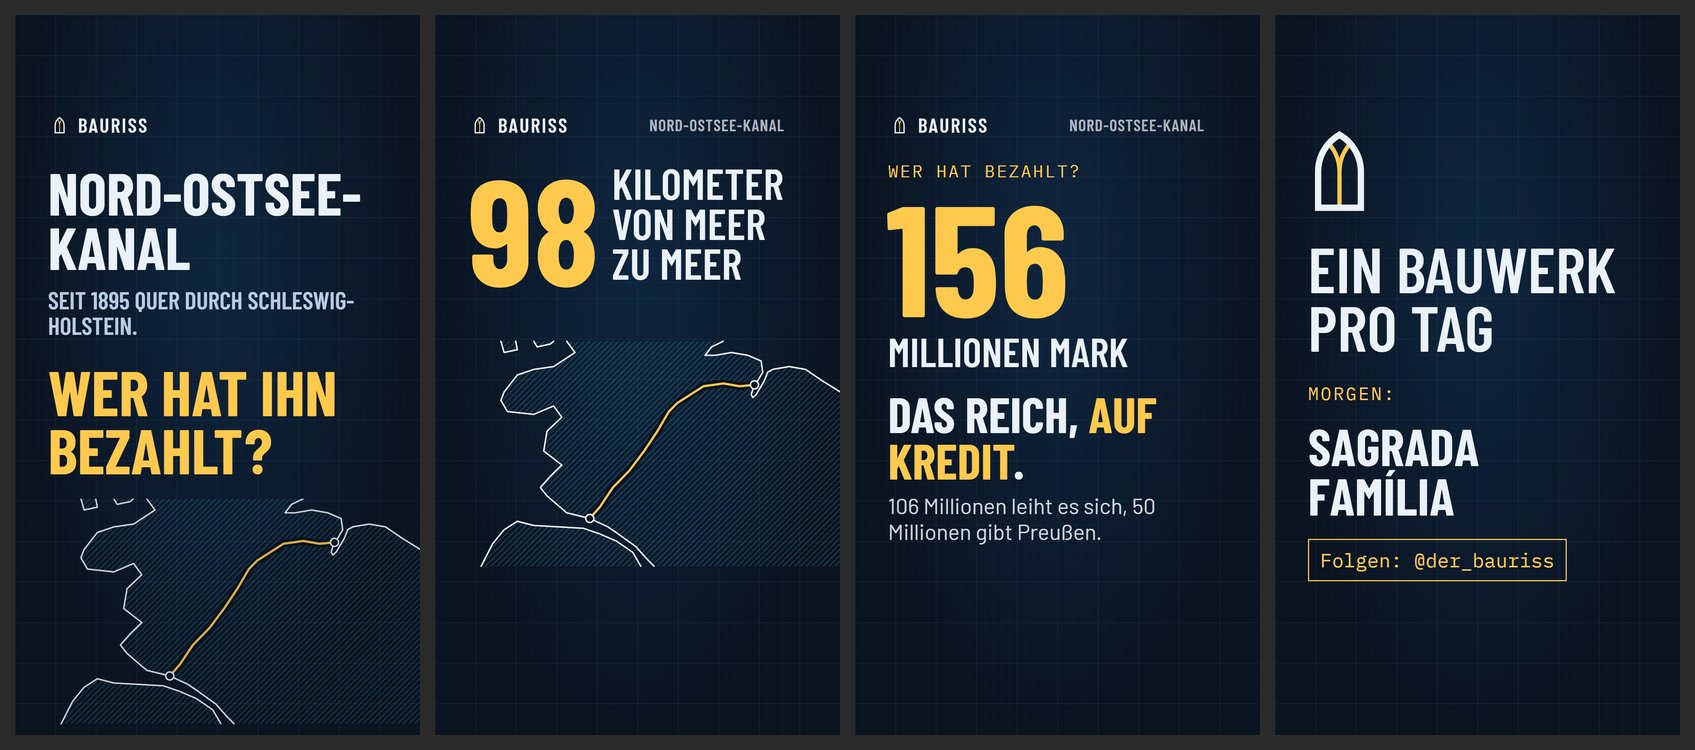 BAURISS
NORD-OSTSEE-
KANAL
SEIT 1895 QUER DURCH SCHLESWIG-
HOLSTEIN.
WER HAT IHN
BEZAHLT?
BAURISS
NORD-OSTSEE-KANAL
98
KILOMETER
VON MEER
ZU MEER
BAURISS
NORD-OSTSEE-KANAL
WER HAT BEZAHLT?
156
MILLIONEN MARK
DAS REICH, AUF
KREDIT.
106 Millionen leiht es sich, 50
Millionen gibt Preußen.
EIN BAUWERK
PRO TAG
MORGEN:
SAGRADA
FAMÍLIA
Folgen: @der_bauriss